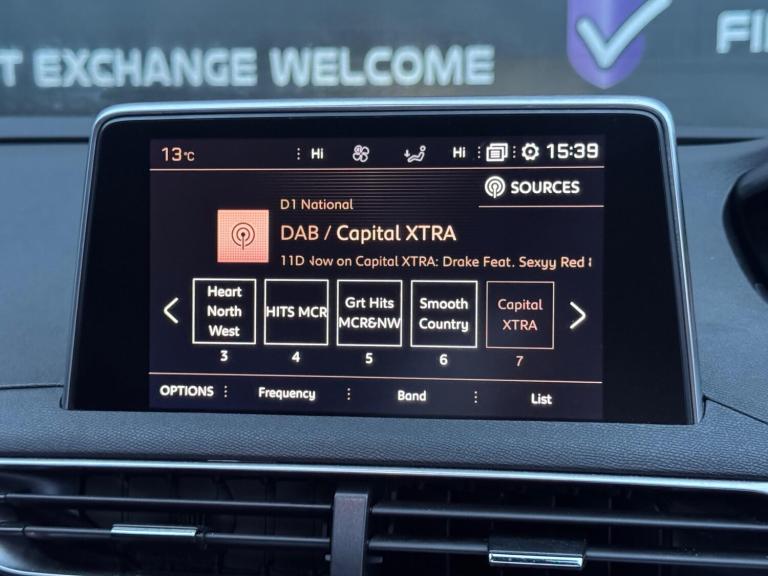 T EXCHANGE WELCOME
FI
13°C
Hi
Hi
15:39
SOURCES
D1 National
DAB / Capital XTRA
11D Now on Capital XTRA: Drake Feat. Sexyy Red
Heart
North
West
HITS MCR
Grt Hits
MCR&NW
Smooth
Country
Capital
XTRA
3
4
5
6
7
OPTIONS
Frequency
Band
List